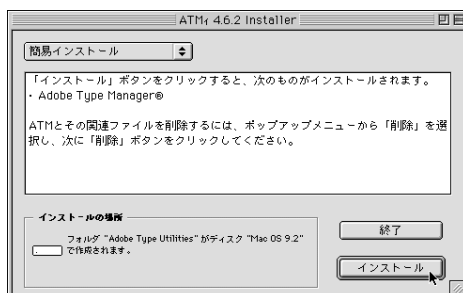 ATM₄ 4.6.2 Installer
簡易インストール
「インストール」ボタンをクリックすると、次のものがインストールされます。
・Adobe Type Manager®
ATMとその関連ファイルを削除するには、ポップアップメニューから「削除」を選
択し、次に「削除」ボタンをクリックしてください。
インストールの場所
フォルダ "Adobe Type Utilities" がディスク "Mac OS 9.2"
で作成されます。
終了
インストール